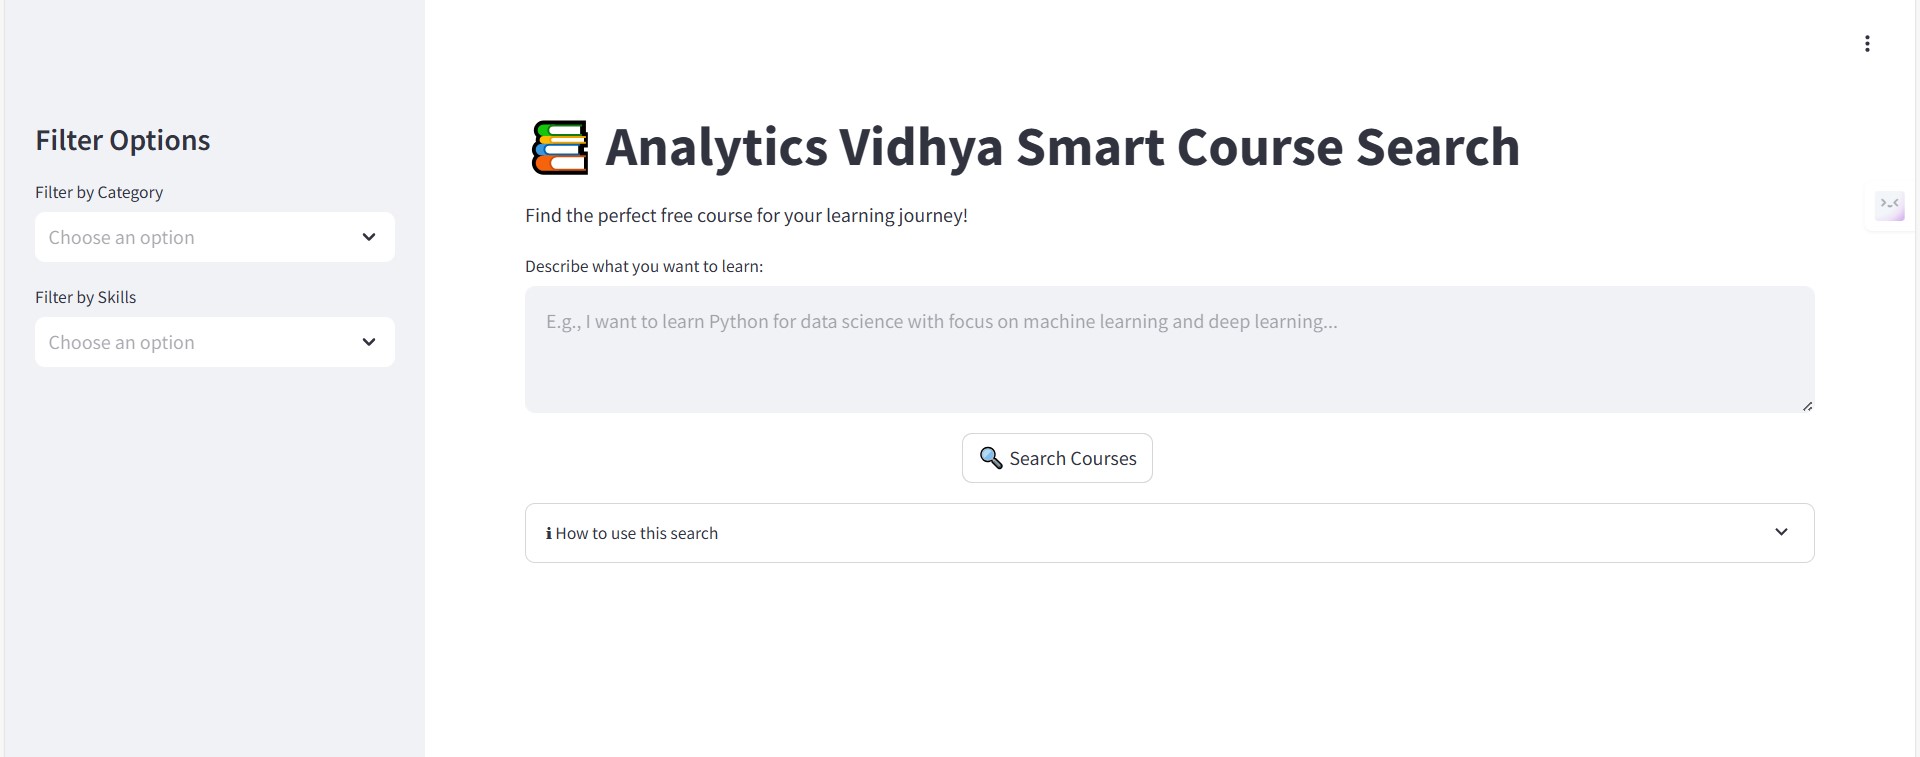 Filter Options
Filter by Category
Choose an option
Filter by Skills
Choose an option
📚 Analytics Vidhya Smart Course Search
Find the perfect free course for your learning journey!
Describe what you want to learn:
E.g., I want to learn Python for data science with focus on machine learning and deep learning...
🔍 Search Courses
ℹ How to use this search